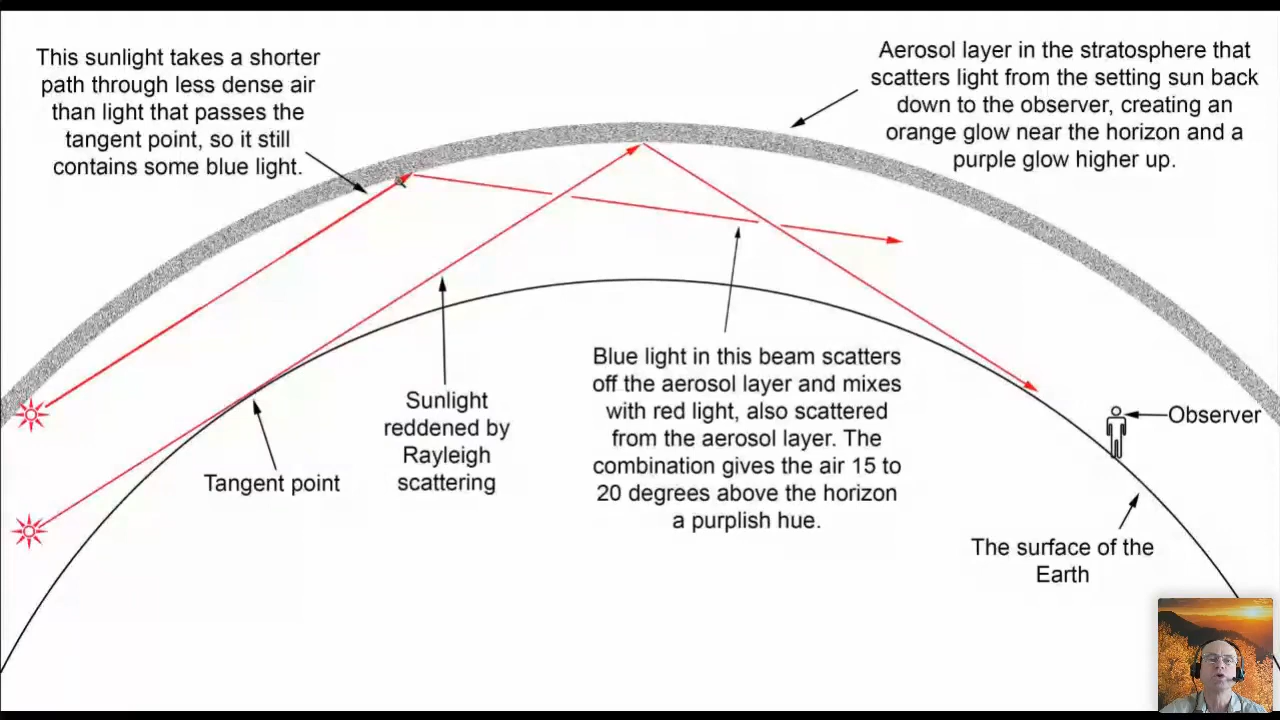 This sunlight takes a shorter
path through less dense air
than light that passes the
tangent point, so it still
contains some blue light.
Aerosol layer in the stratosphere that
scatters light from the setting sun back
down to the observer, creating an
orange glow near the horizon and a
purple glow higher up.
Sunlight
reddened by
Rayleigh
scattering
Tangent point
Blue light in this beam scatters
off the aerosol layer and mixes
with red light, also scattered
from the aerosol layer. The
combination gives the air 15 to
20 degrees above the horizon
a purplish hue.
Observer
The surface of the
Earth